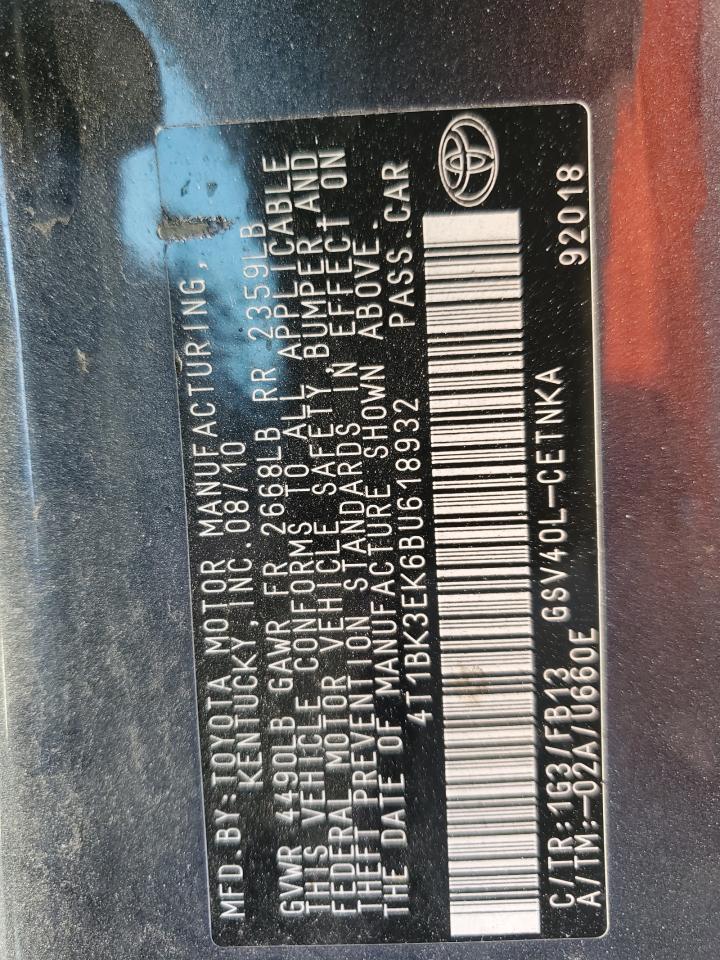 MFD.BY:TOYOTA MOTOR MANUFACTURING,
KENTUCKY,INC.08/10
GVWR 4490LB GAWR FR 2668LB RR 2359LB
THIS VEHICLE CONFORMS TO ALL APPLICABLE
FEDERAL MOTOR VEHICLE SAFETY,BUMPER AND
THEFT PREVENTION STANDARDS IN EFFECT ON
THE DATE OF MANUFACTURE SHOWN ABOVE.
4T1BK3EK6BU618932 PASS.CAR
C/TR:1G3/FB13 GSV40L-CETNKA 92018
A/TM:-02A/U660E